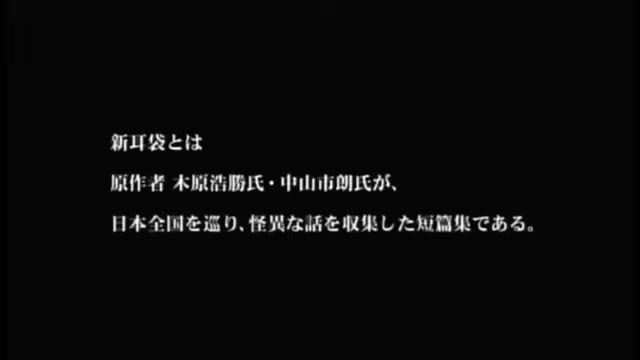 新耳袋とは
原作者 木原浩勝氏・中山市朗氏が、
日本全国を巡り、怪異な話を収集した短篇集である。